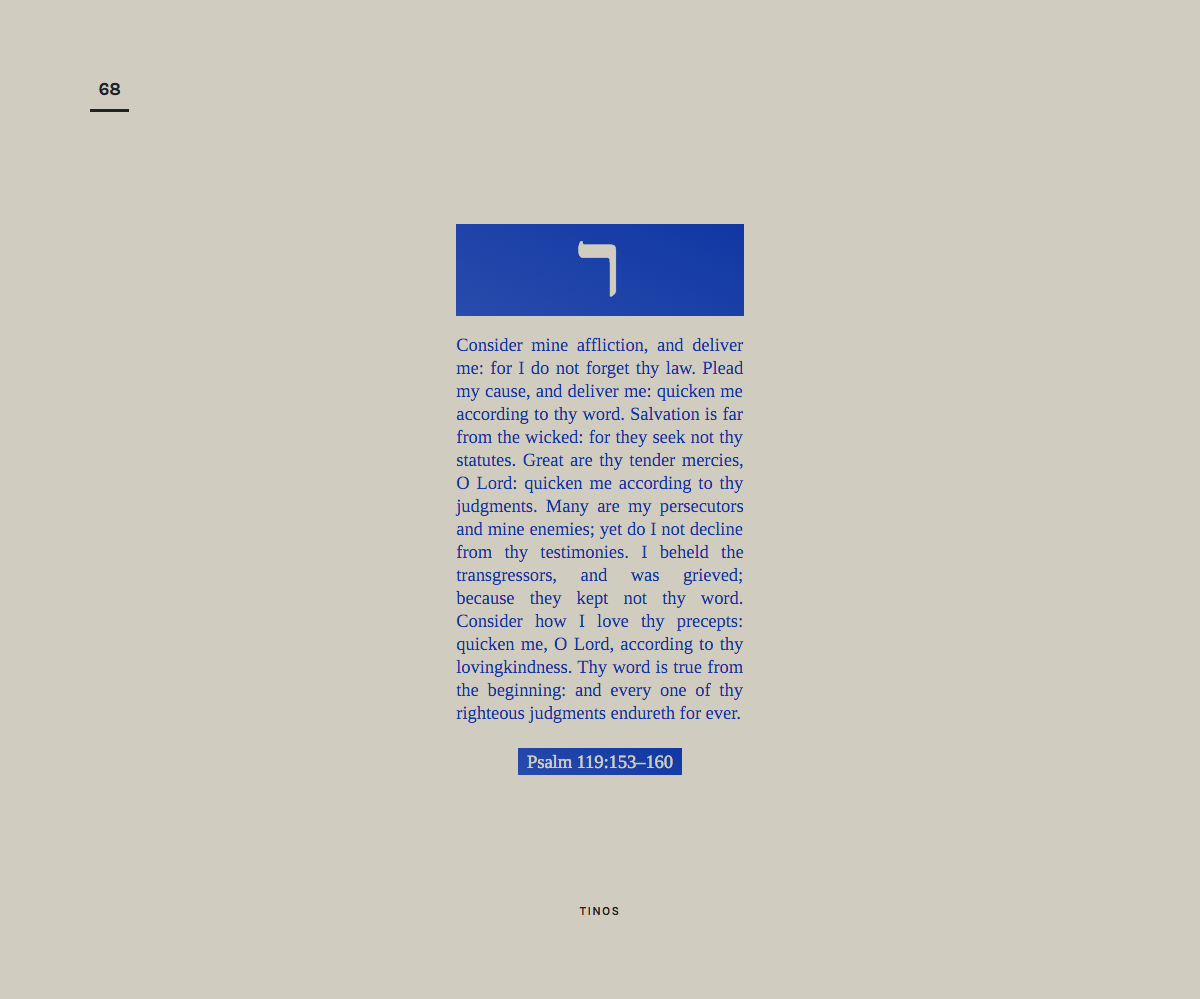 68
ר
Consider mine affliction, and deliver
me: for I do not forget thy law. Plead
my cause, and deliver me: quicken me
according to thy word. Salvation is far
from the wicked: for they seek not thy
statutes. Great are thy tender mercies,
O Lord: quicken me according to thy
judgments. Many are my persecutors
and mine enemies; yet do I not decline
from thy testimonies. I beheld the
transgressors, and was grieved;
because they kept not thy word.
Consider how I love thy precepts:
quicken me, O Lord, according to thy
lovingkindness. Thy word is true from
the beginning: and every one of thy
righteous judgments endureth for ever.
Psalm 119:153–160
TINOS